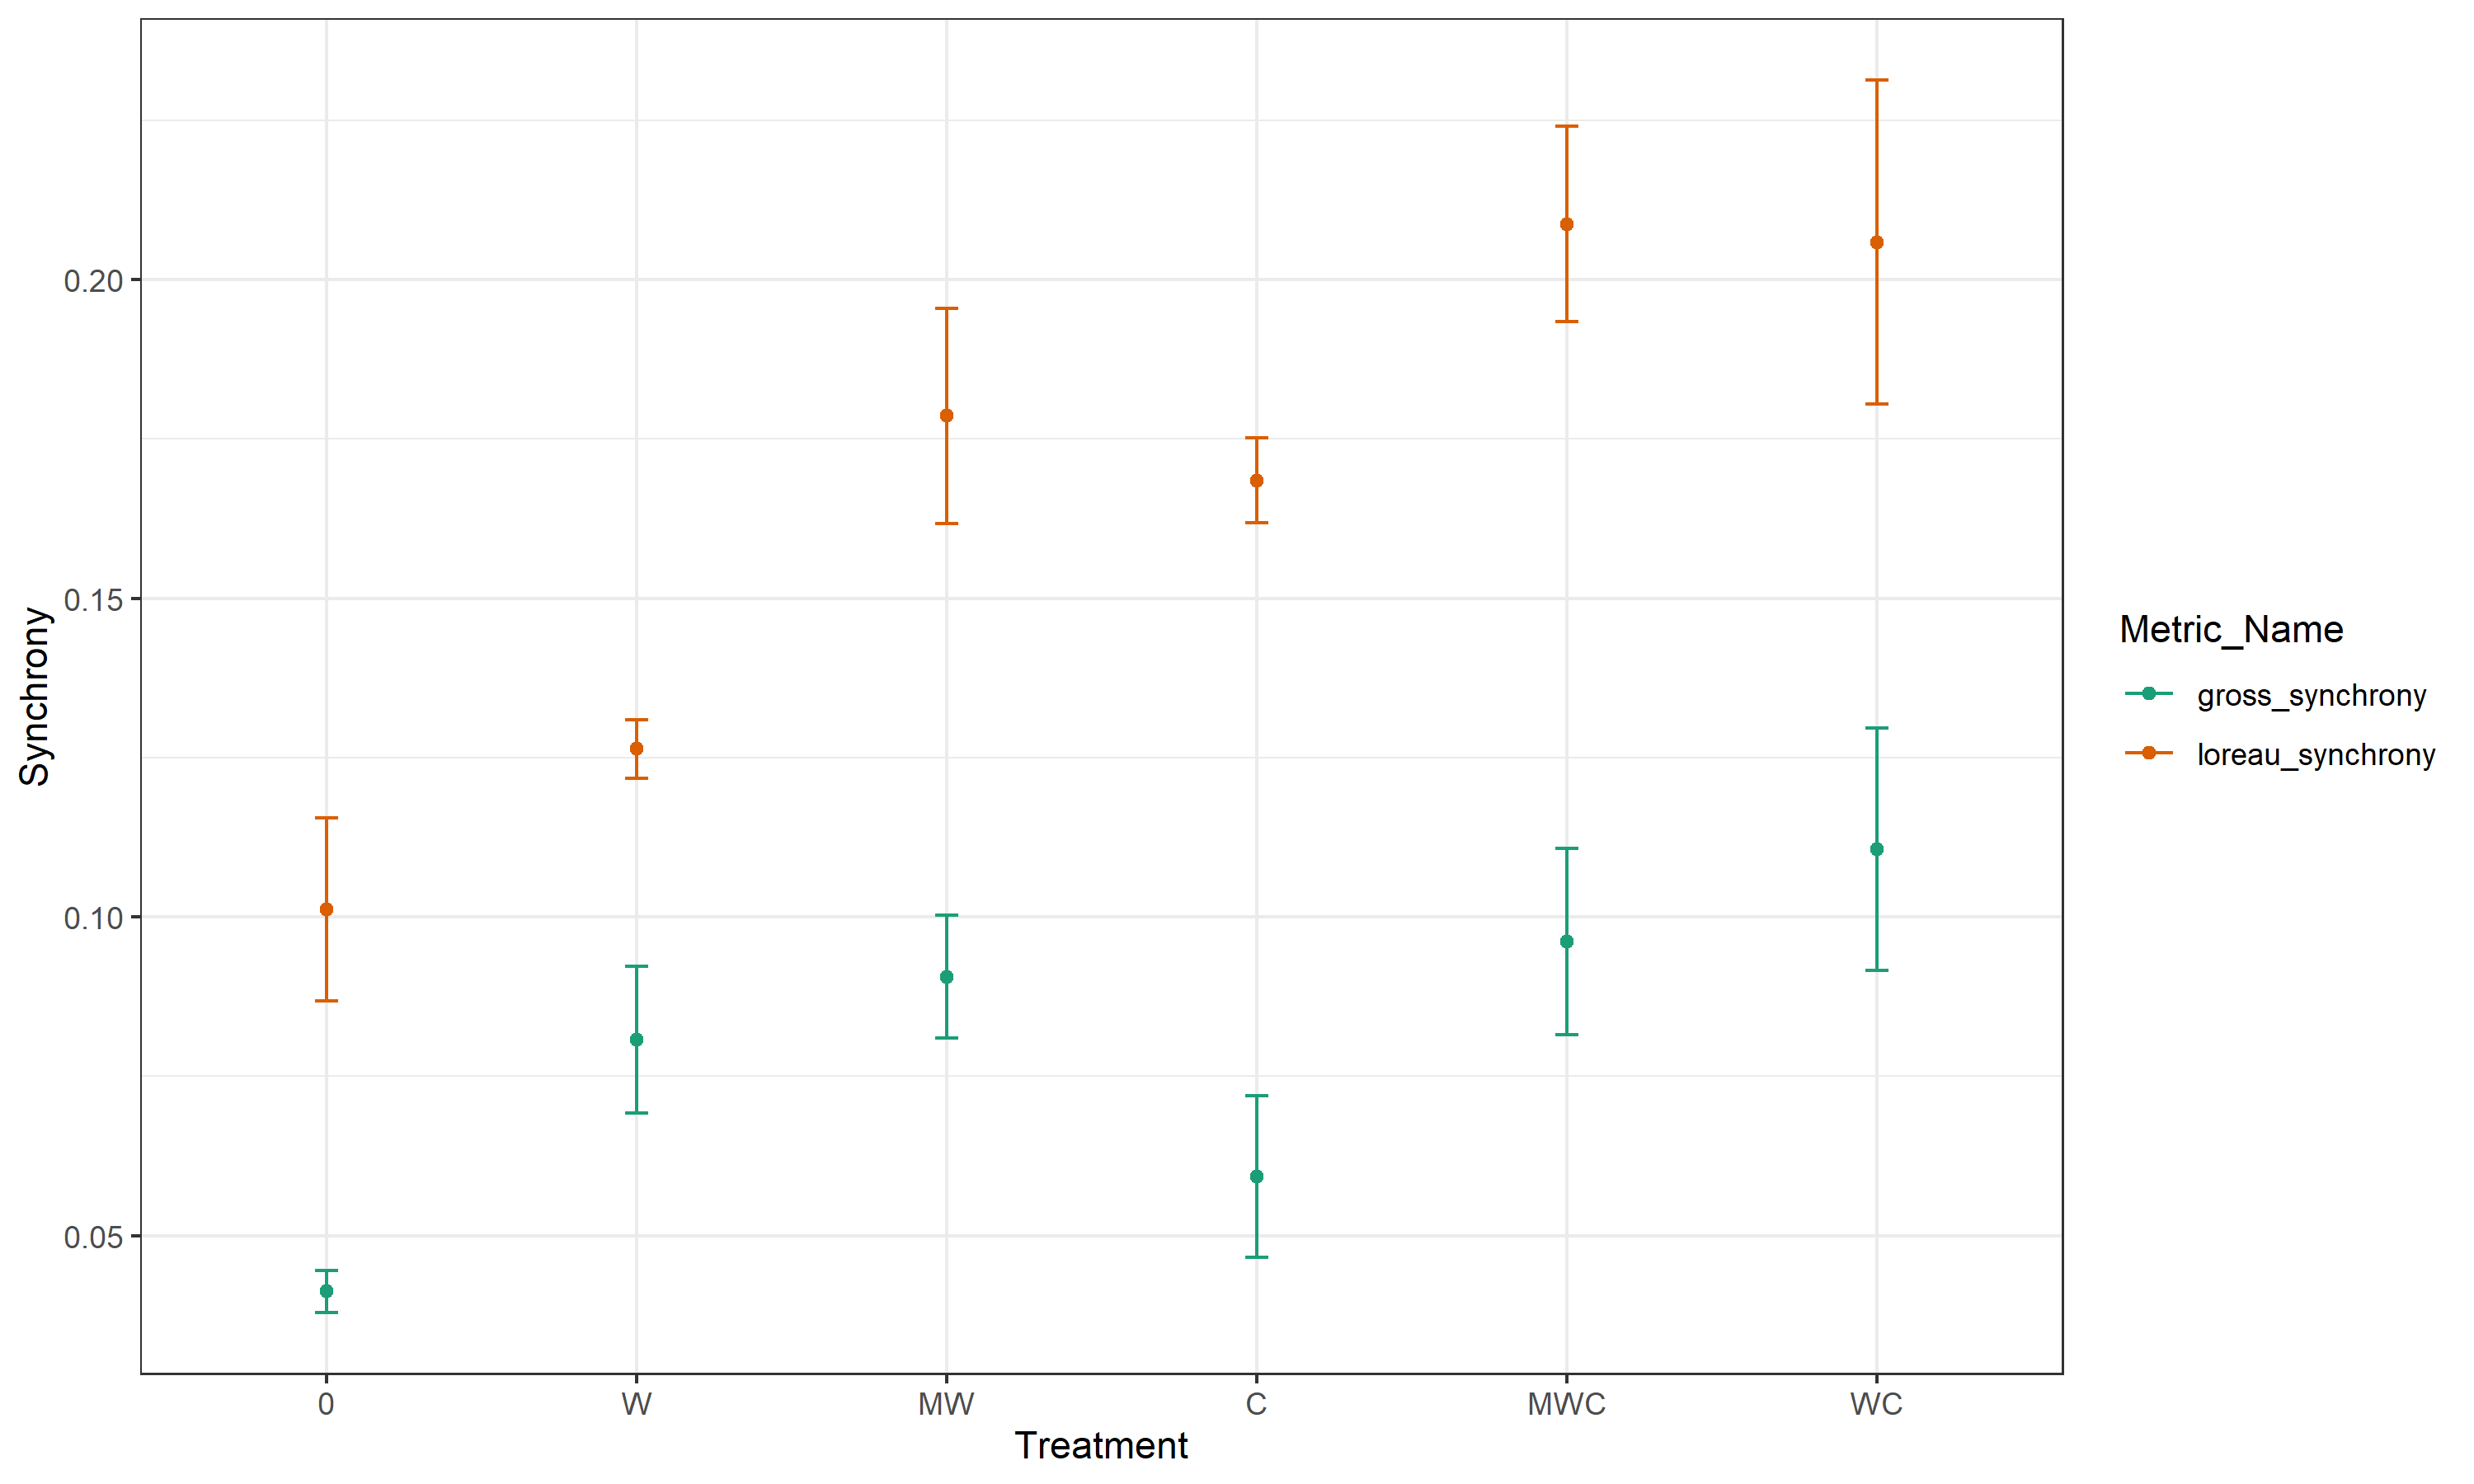 Synchrony
0.20
0.15
0.10
0.05
0 W MW C MWC WC
Treatment
Metric_Name
gross_synchrony
loreau_synchrony